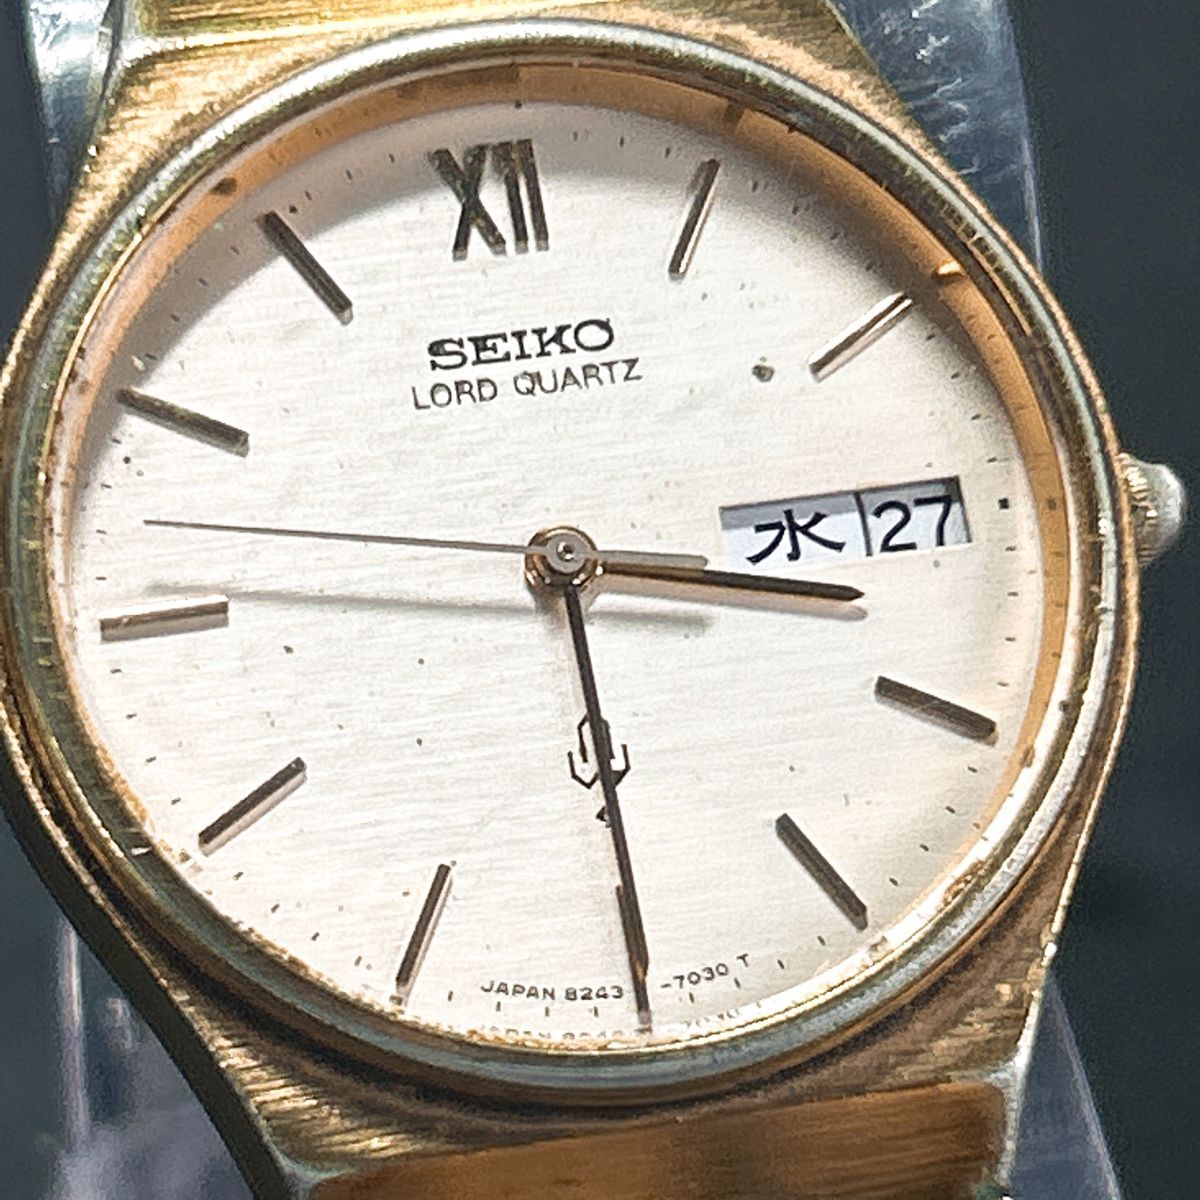 XII
SEIKO
LORD QUARTZ
水 27
JAPAN 8243 -7030 T